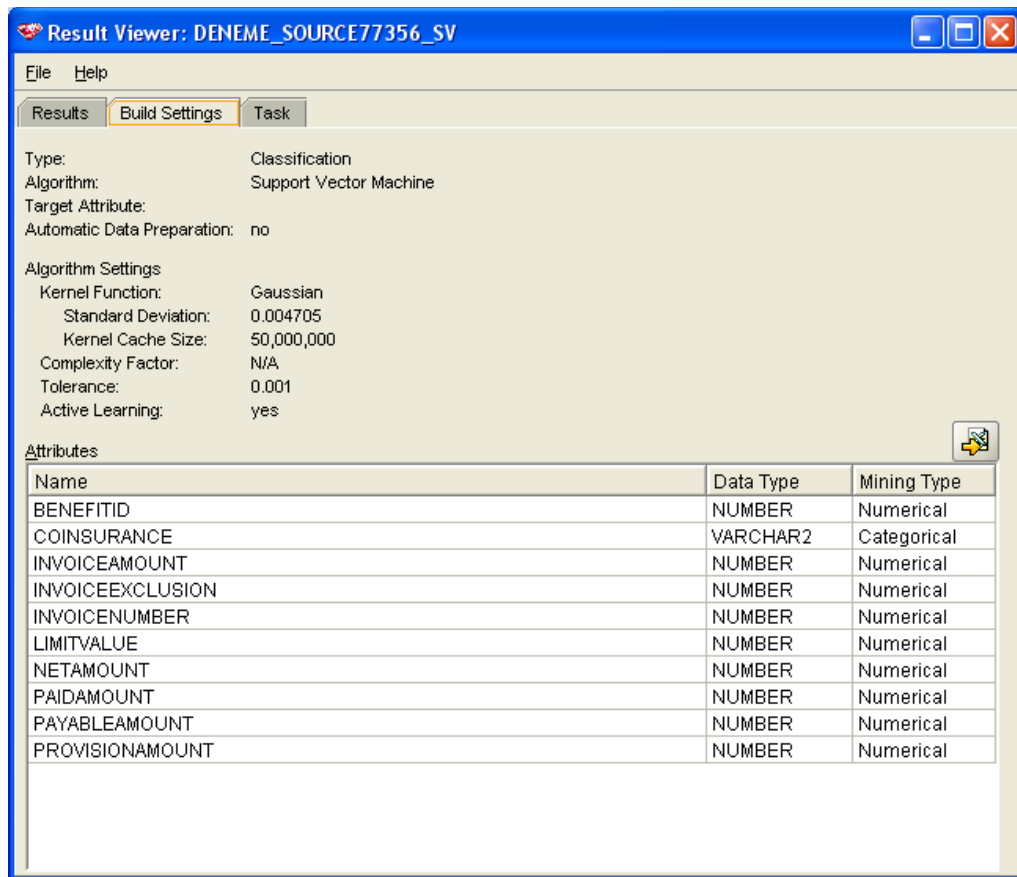 Result Viewer: DENEME_SOURCE77356_SV
File Help
Results Build Settings Task
Type: Classification
Algorithm: Support Vector Machine
Target Attribute:
Automatic Data Preparation: no
Algorithm Settings
Kernel Function: Gaussian
Standard Deviation: 0.004705
Kernel Cache Size: 50,000,000
Complexity Factor: N/A
Tolerance: 0.001
Active Learning: yes
Attributes
Name Data Type Mining Type
BENEFITID NUMBER Numerical
COINSURANCE VARCHAR2 Categorical
INVOICEAMOUNT NUMBER Numerical
INVOICEEXCLUSION NUMBER Numerical
INVOICENUMBER NUMBER Numerical
LIMITVALUE NUMBER Numerical
NETAMOUNT NUMBER Numerical
PAIDAMOUNT NUMBER Numerical
PAYABLEAMOUNT NUMBER Numerical
PROVISIONAMOUNT NUMBER Numerical